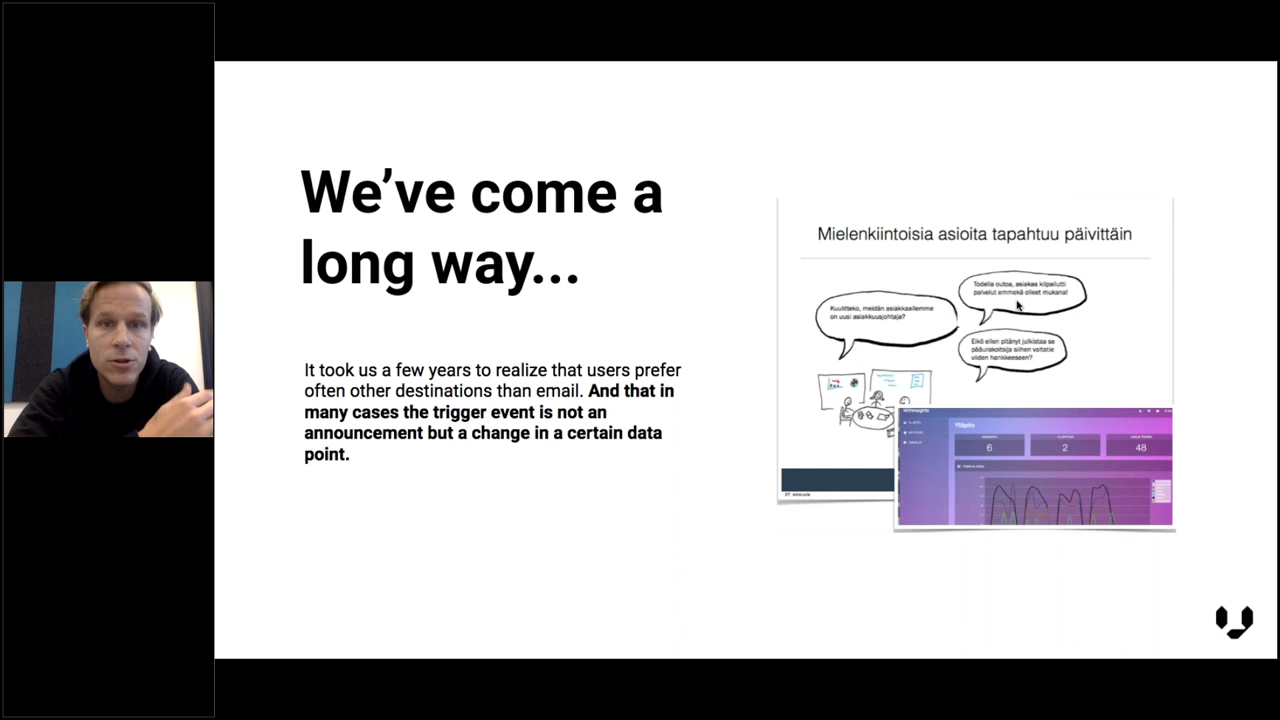 We've come a
long way...
It took us a few years to realize that users prefer
often other destinations than email. And that in
many cases the trigger event is not an
announcement but a change in a certain data
point.
Mielenkiintoisia asioita tapahtuu päivittäin
Todella outoa, asiakas kilpailutti
palvelut emmekä olleet mukana!
Kuulitteko, meidän asiakkaallemme
on uusi asiakkuusjohtaja?
Eikö eilen pitänyt julkistaa se
pääurakoitsija siihen valtatie
viiden hankkeeseen?
Ylläpito
6
2
48